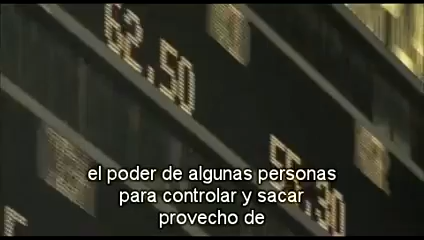 62.50
55.30
el poder de algunas personas
para controlar y sacar
provecho de